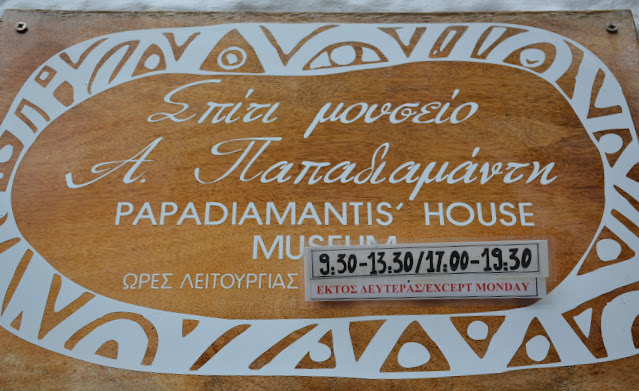 Σπίτι μουσείο
Α. Παπαδιαμάντη
PAPADIAMANTIS' HOUSE
MUSEUM
ΩΡΕΣ ΛΕΙΤΟΥΡΓΙΑΣ
9:30-13.30/17:00-19.30
ΕΚΤΟΣ ΔΕΥΤΕΡΑΣ/EXCEPT MONDAY